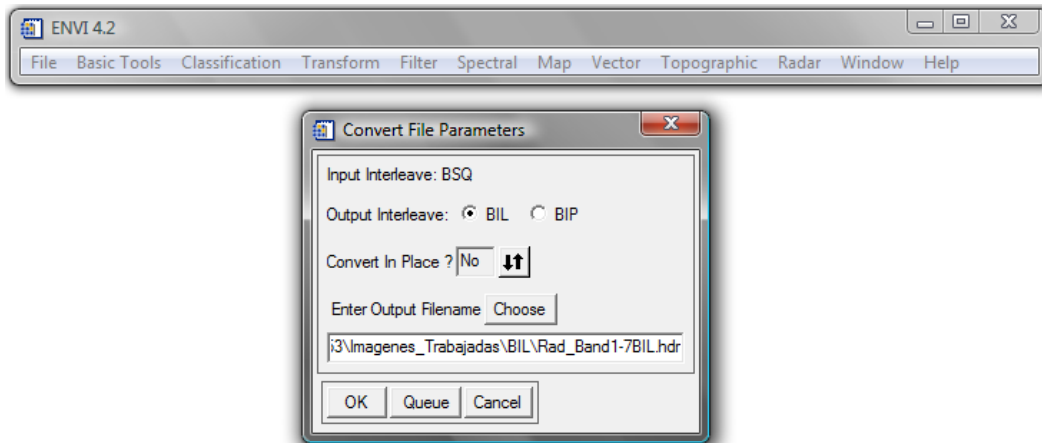 ENVI 4.2
File Basic Tools Classification Transform Filter Spectral Map Vector Topographic Radar Window Help
Convert File Parameters
Input Interleave: BSQ
Output Interleave: BIL BIP
Convert In Place ? No
Enter Output Filename Choose
53\Imagenes_Trabajadas\BIL\Rad_Band1-7BIL.hdr
OK Queue Cancel